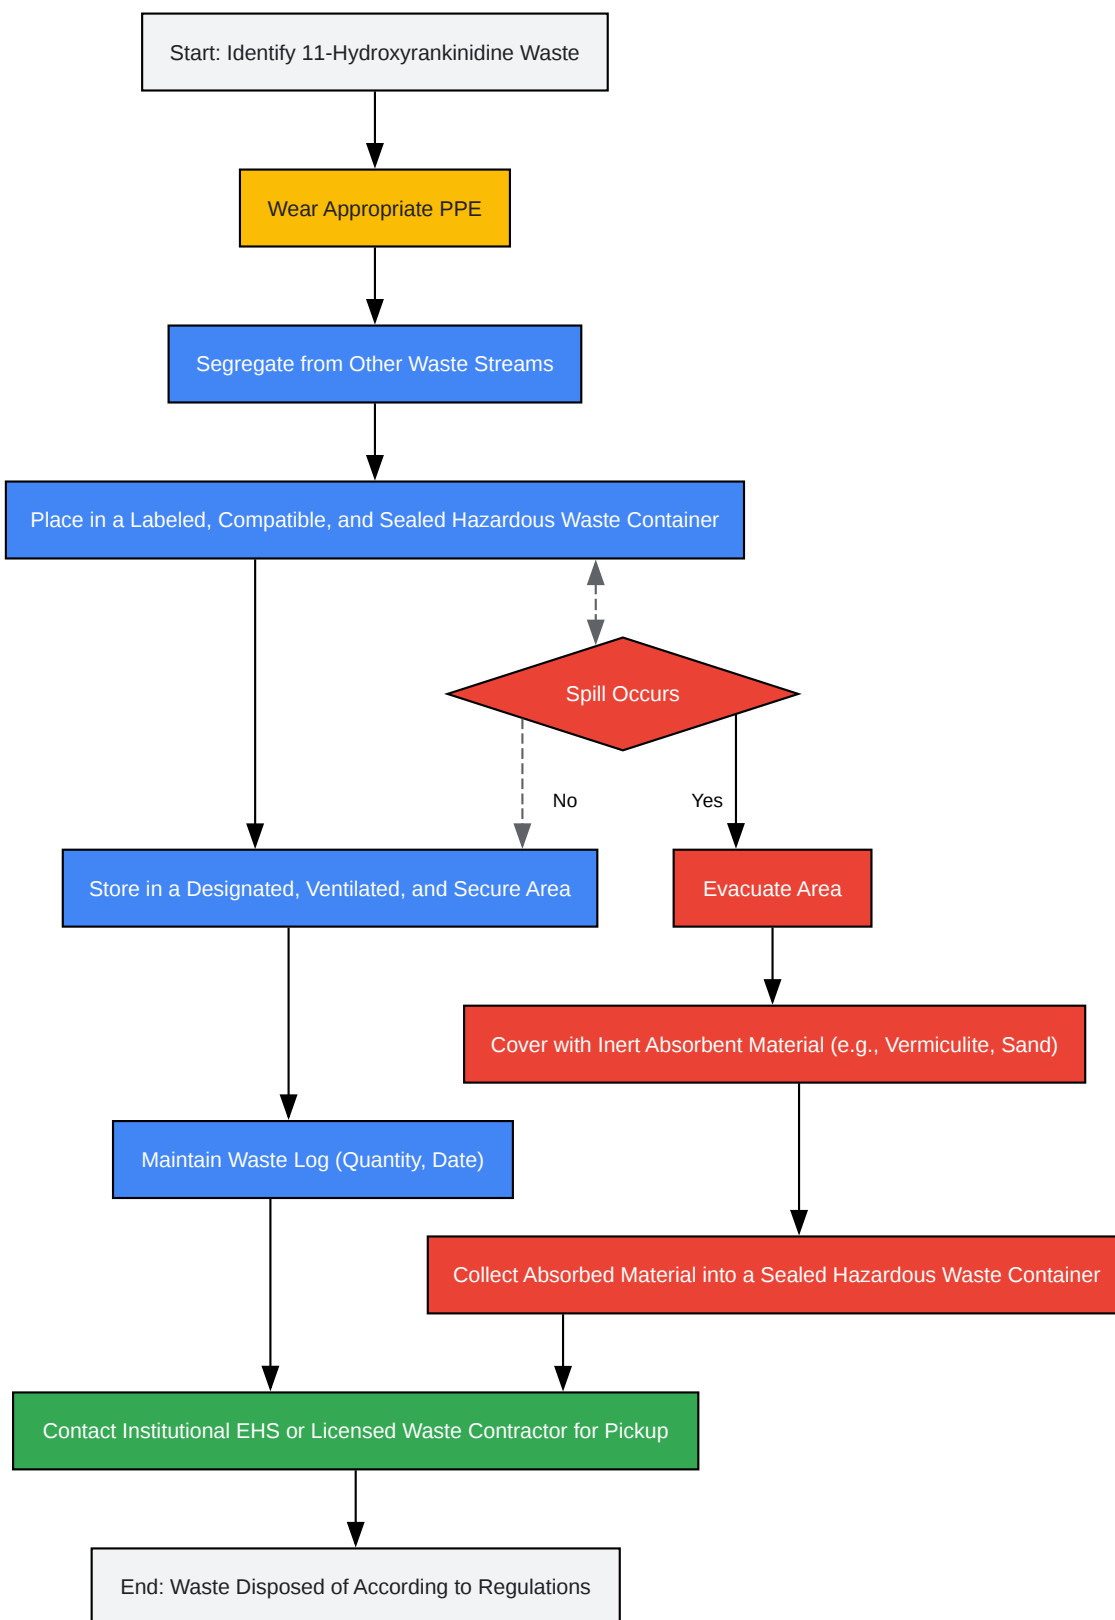 Start: Identify 11-Hydroxyrankinidine Waste
Wear Appropriate PPE
Segregate from Other Waste Streams
Place in a Labeled, Compatible, and Sealed Hazardous Waste Container
Spill Occurs
No
Yes
Store in a Designated, Ventilated, and Secure Area
Evacuate Area
Cover with Inert Absorbent Material (e.g., Vermiculite, Sand)
Maintain Waste Log (Quantity, Date)
Collect Absorbed Material into a Sealed Hazardous Waste Container
Contact Institutional EHS or Licensed Waste Contractor for Pickup
End: Waste Disposed of According to Regulations